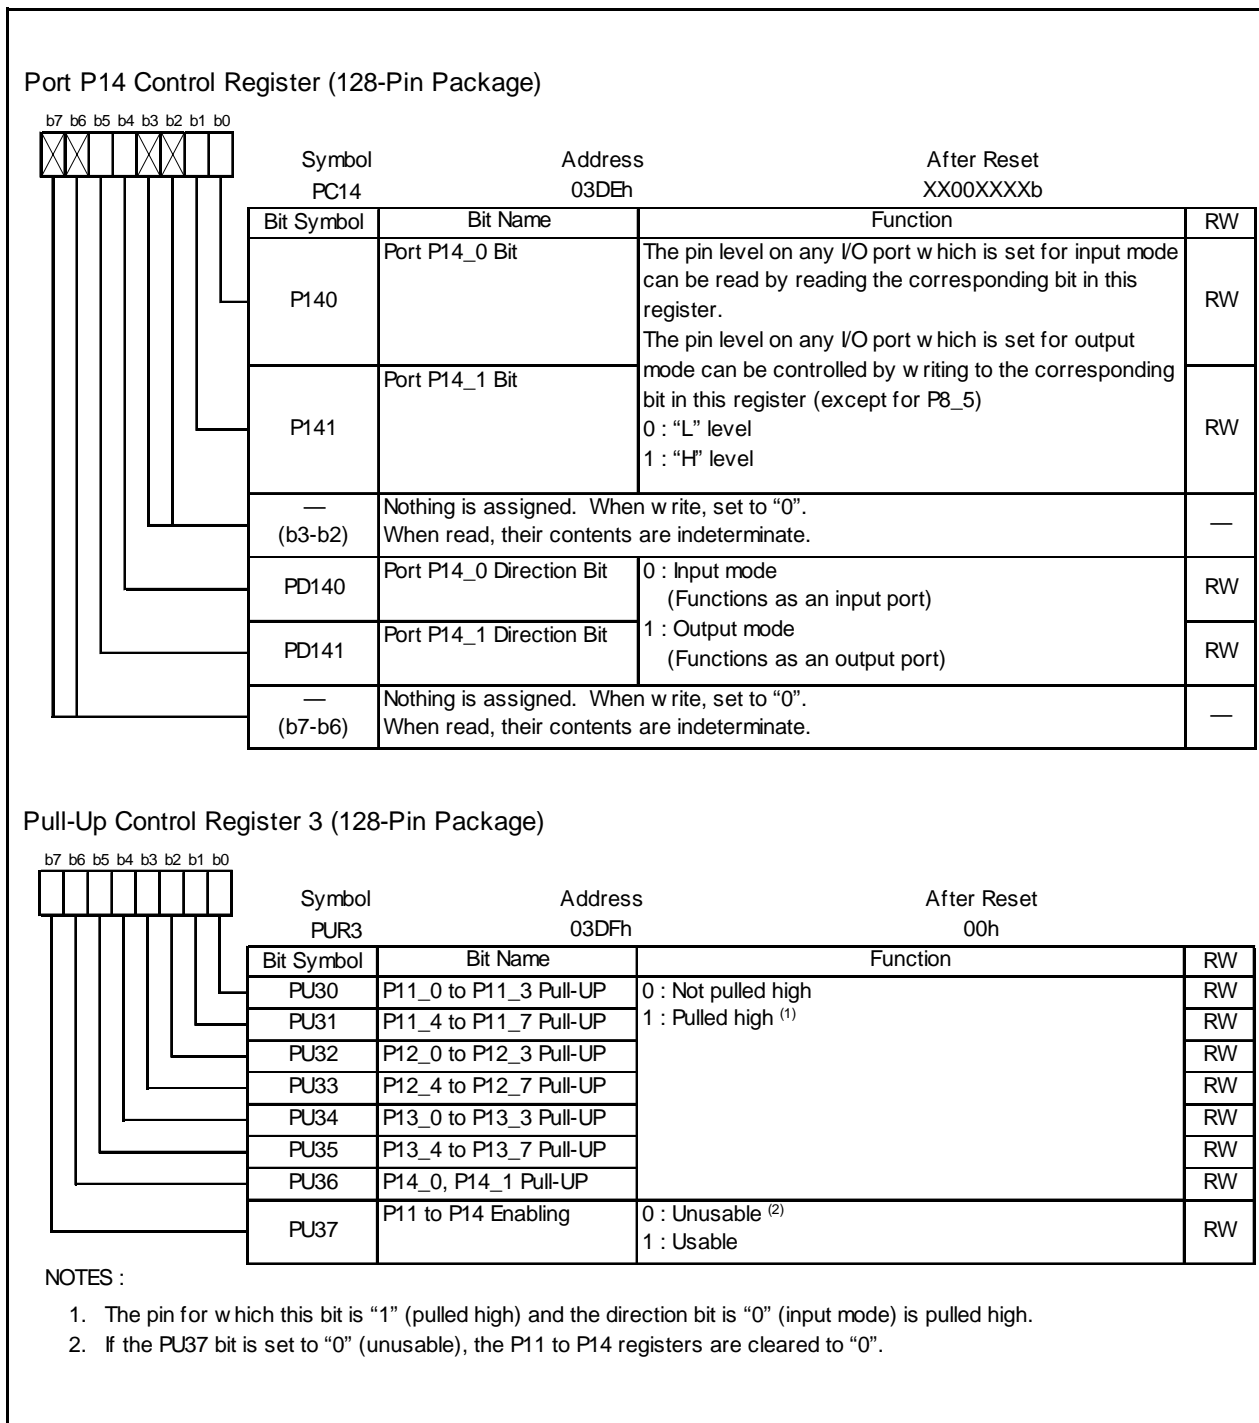 Port P14 Control Register (128-Pin Package)
b7 b6 b5 b4 b3 b2 b1 b0
Symbol Address After Reset
PC14 03DEh XX00XXXXb
Bit Symbol Bit Name Function RW
P140 Port P14_0 Bit The pin level on any I/O port which is set for input mode RW
can be read by reading the corresponding bit in this
register.
The pin level on any I/O port which is set for output
P141 Port P14_1 Bit mode can be controlled by writing to the corresponding RW
bit in this register (except for P8_5)
0 : “L” level
1 : “H” level
— Nothing is assigned. When write, set to “0”. —
(b3-b2) When read, their contents are indeterminate.
PD140 Port P14_0 Direction Bit 0 : Input mode RW
(Functions as an input port)
PD141 Port P14_1 Direction Bit 1 : Output mode RW
(Functions as an output port)
— Nothing is assigned. When write, set to “0”. —
(b7-b6) When read, their contents are indeterminate.
Pull-Up Control Register 3 (128-Pin Package)
b7 b6 b5 b4 b3 b2 b1 b0
Symbol Address After Reset
PUR3 03DFh 00h
Bit Symbol Bit Name Function RW
PU30 P11_0 to P11_3 Pull-UP 0 : Not pulled high RW
PU31 P11_4 to P11_7 Pull-UP 1 : Pulled high (1) RW
PU32 P12_0 to P12_3 Pull-UP RW
PU33 P12_4 to P12_7 Pull-UP RW
PU34 P13_0 to P13_3 Pull-UP RW
PU35 P13_4 to P13_7 Pull-UP RW
PU36 P14_0, P14_1 Pull-UP RW
PU37 P11 to P14 Enabling 0 : Unusable (2) RW
1 : Usable
NOTES :
1. The pin for which this bit is “1” (pulled high) and the direction bit is “0” (input mode) is pulled high.
2. If the PU37 bit is set to “0” (unusable), the P11 to P14 registers are cleared to “0”.